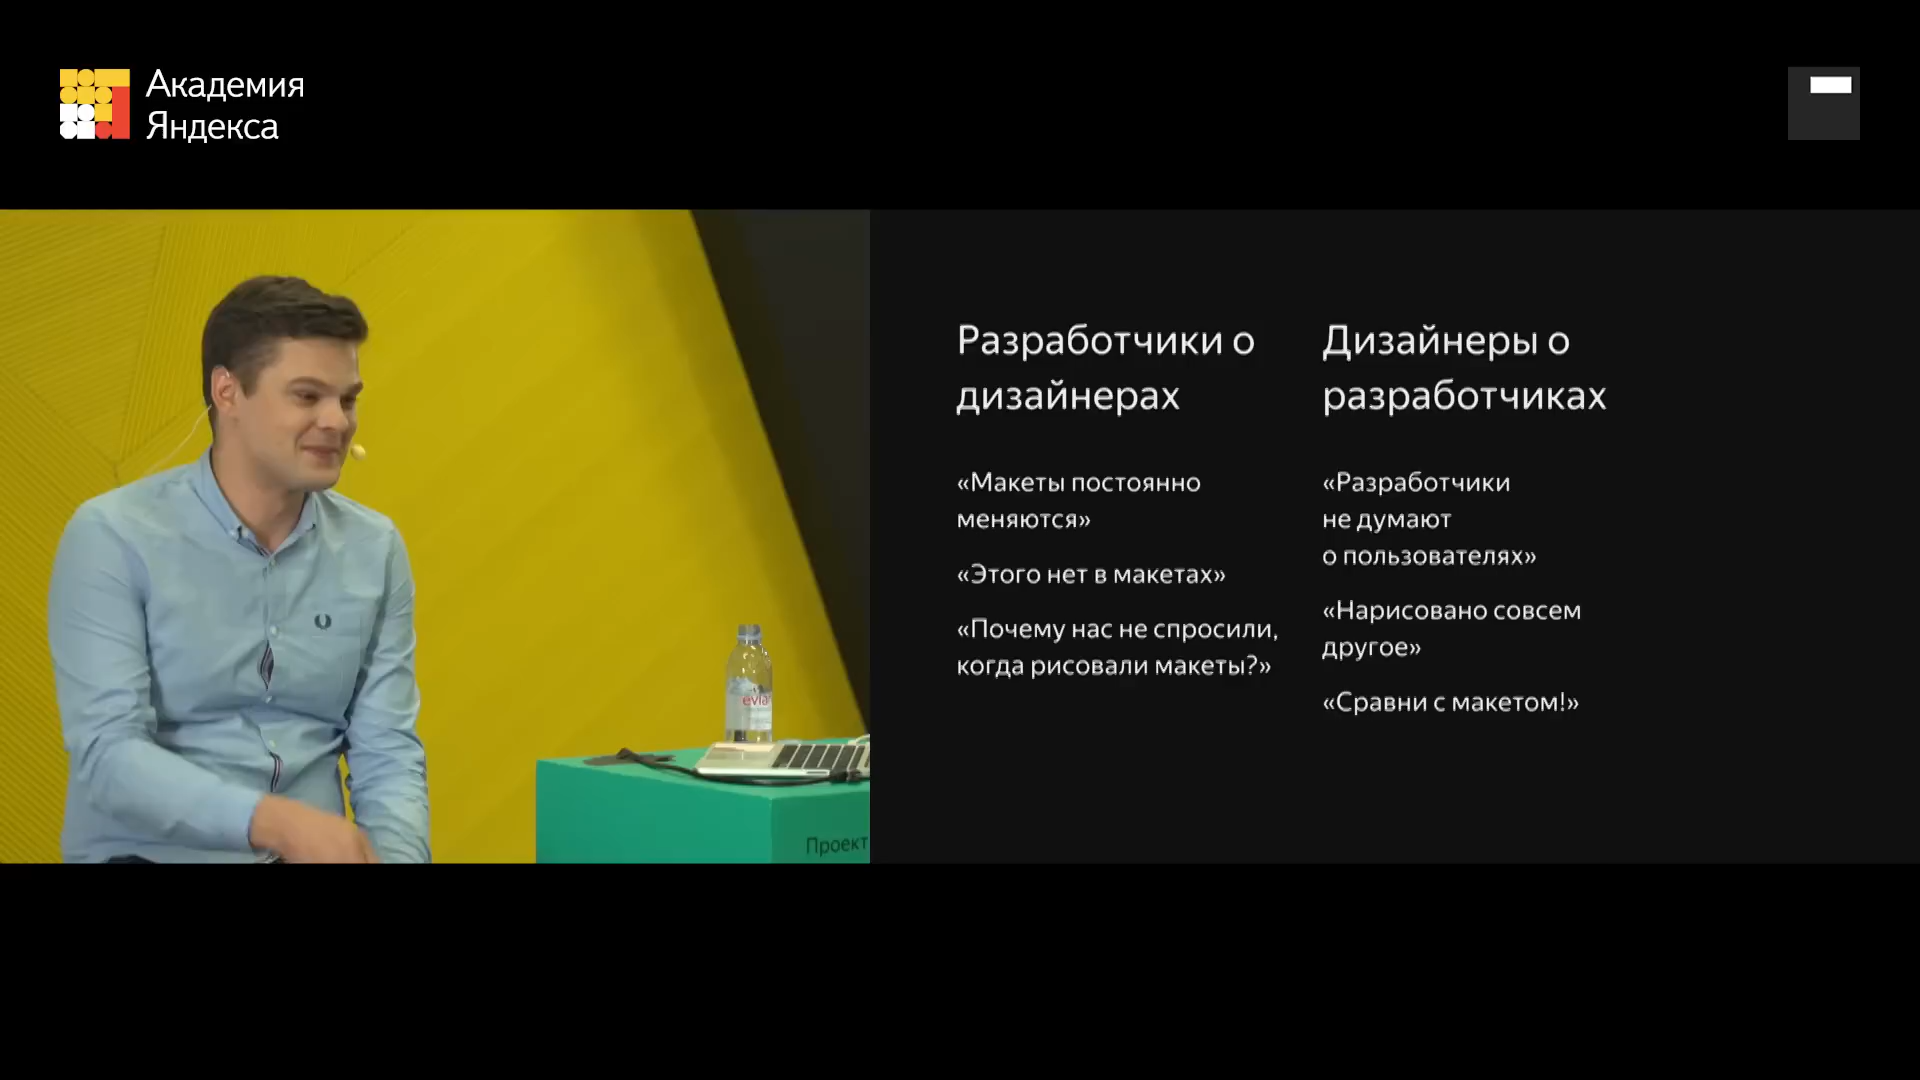 Академия
Яндекса
Разработчики о
дизайнерах
«Макеты постоянно
меняются»
«Этого нет в макетах»
«Почему нас не спросили,
когда рисовали макеты?»
Дизайнеры о
разработчиках
«Разработчики
не думают
о пользователях»
«Нарисовано совсем
другое»
«Сравни с макетом!»
evia
Проект